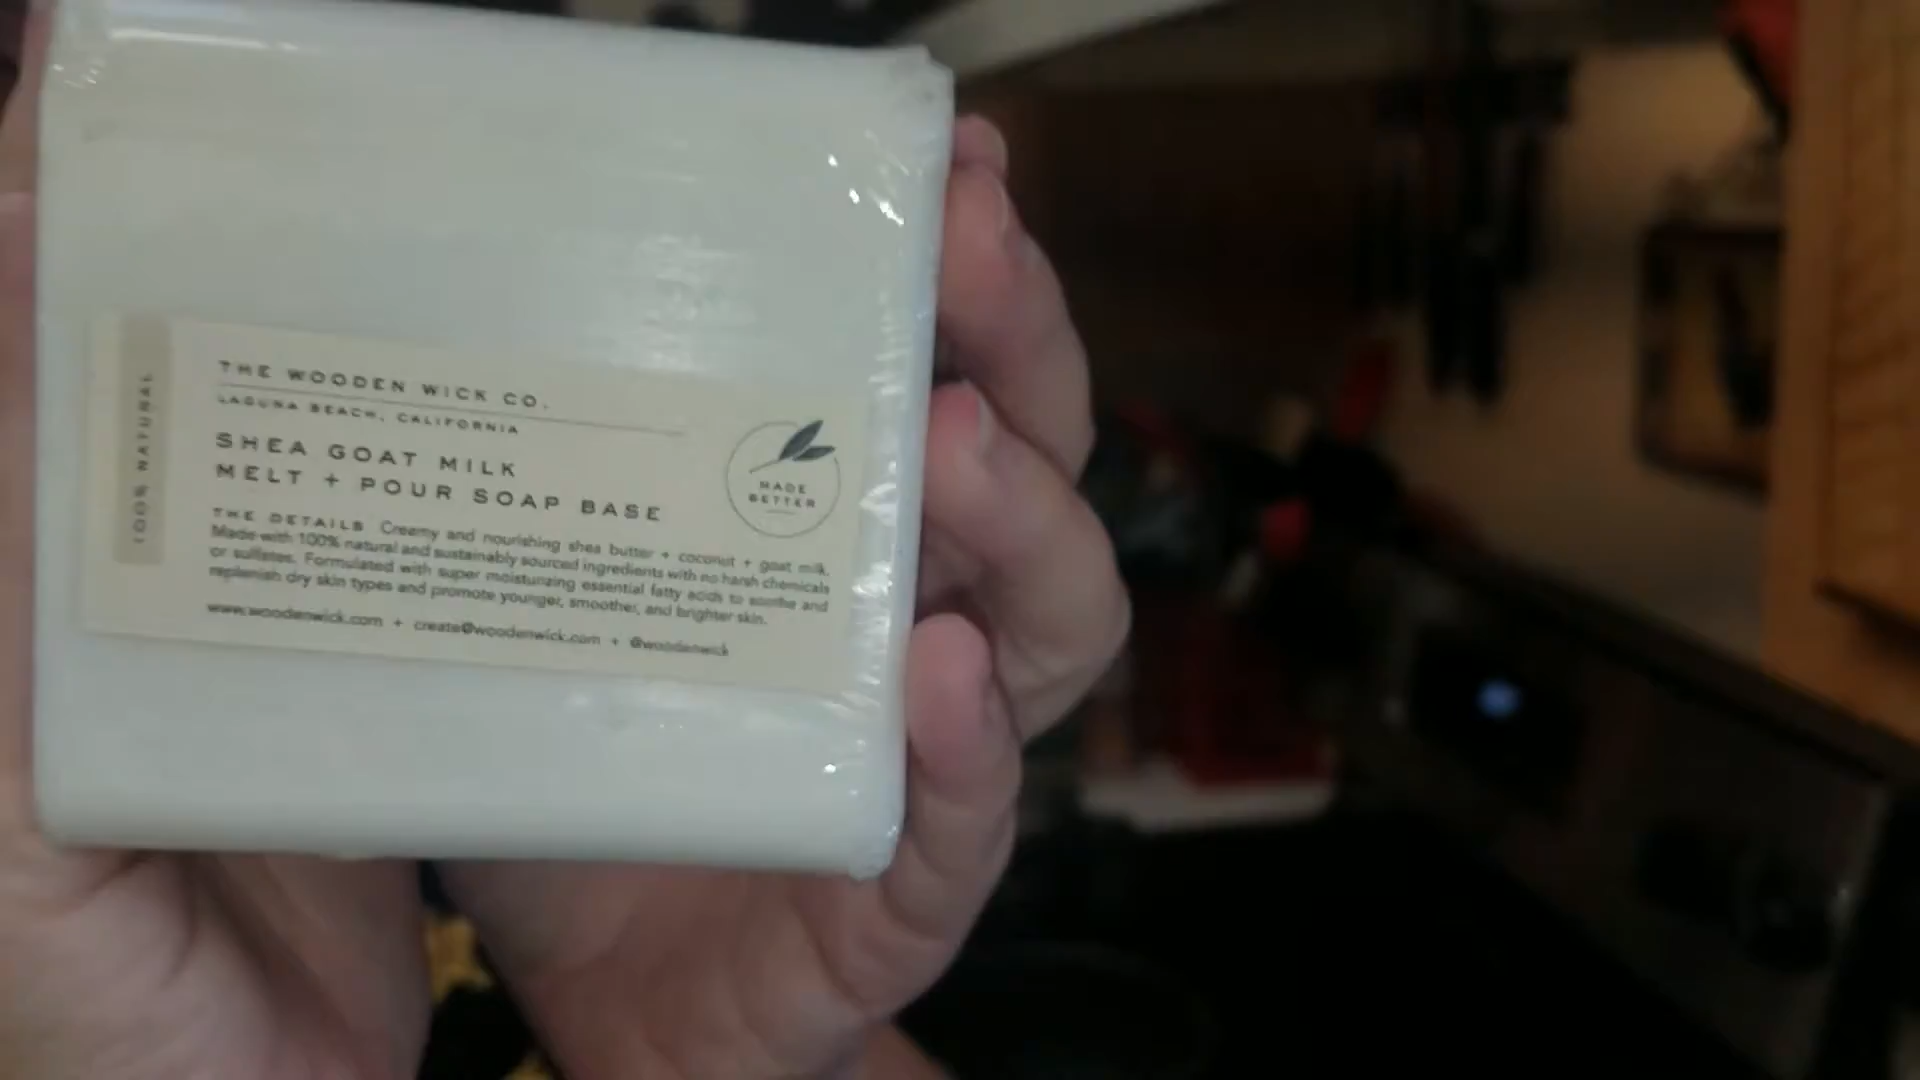 100% NATURAL
THE WOODEN WICK CO.
LAGUNA BEACH, CALIFORNIA
SHEA GOAT MILK
MELT + POUR SOAP BASE
MADE
BETTER
THE DETAILS Creamy and nourishing shea butter + coconut + goat milk.
Made with 100% natural and sustainably sourced ingredients with no harsh chemicals
or sulfates. Formulated with super moisturizing essential fatty acids to soothe and
replenish dry skin types and promote younger, smoother, and brighter skin.
www.woodenwick.com + create@woodenwick.com + @woodenwick